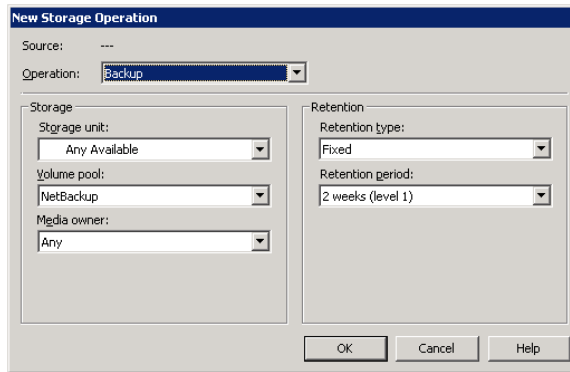 New Storage Operation
Source: ---
Operation: Backup
Storage
Storage unit:
Any Available
Volume pool:
NetBackup
Media owner:
Any
Retention
Retention type:
Fixed
Retention period:
2 weeks (level 1)
OK Cancel Help